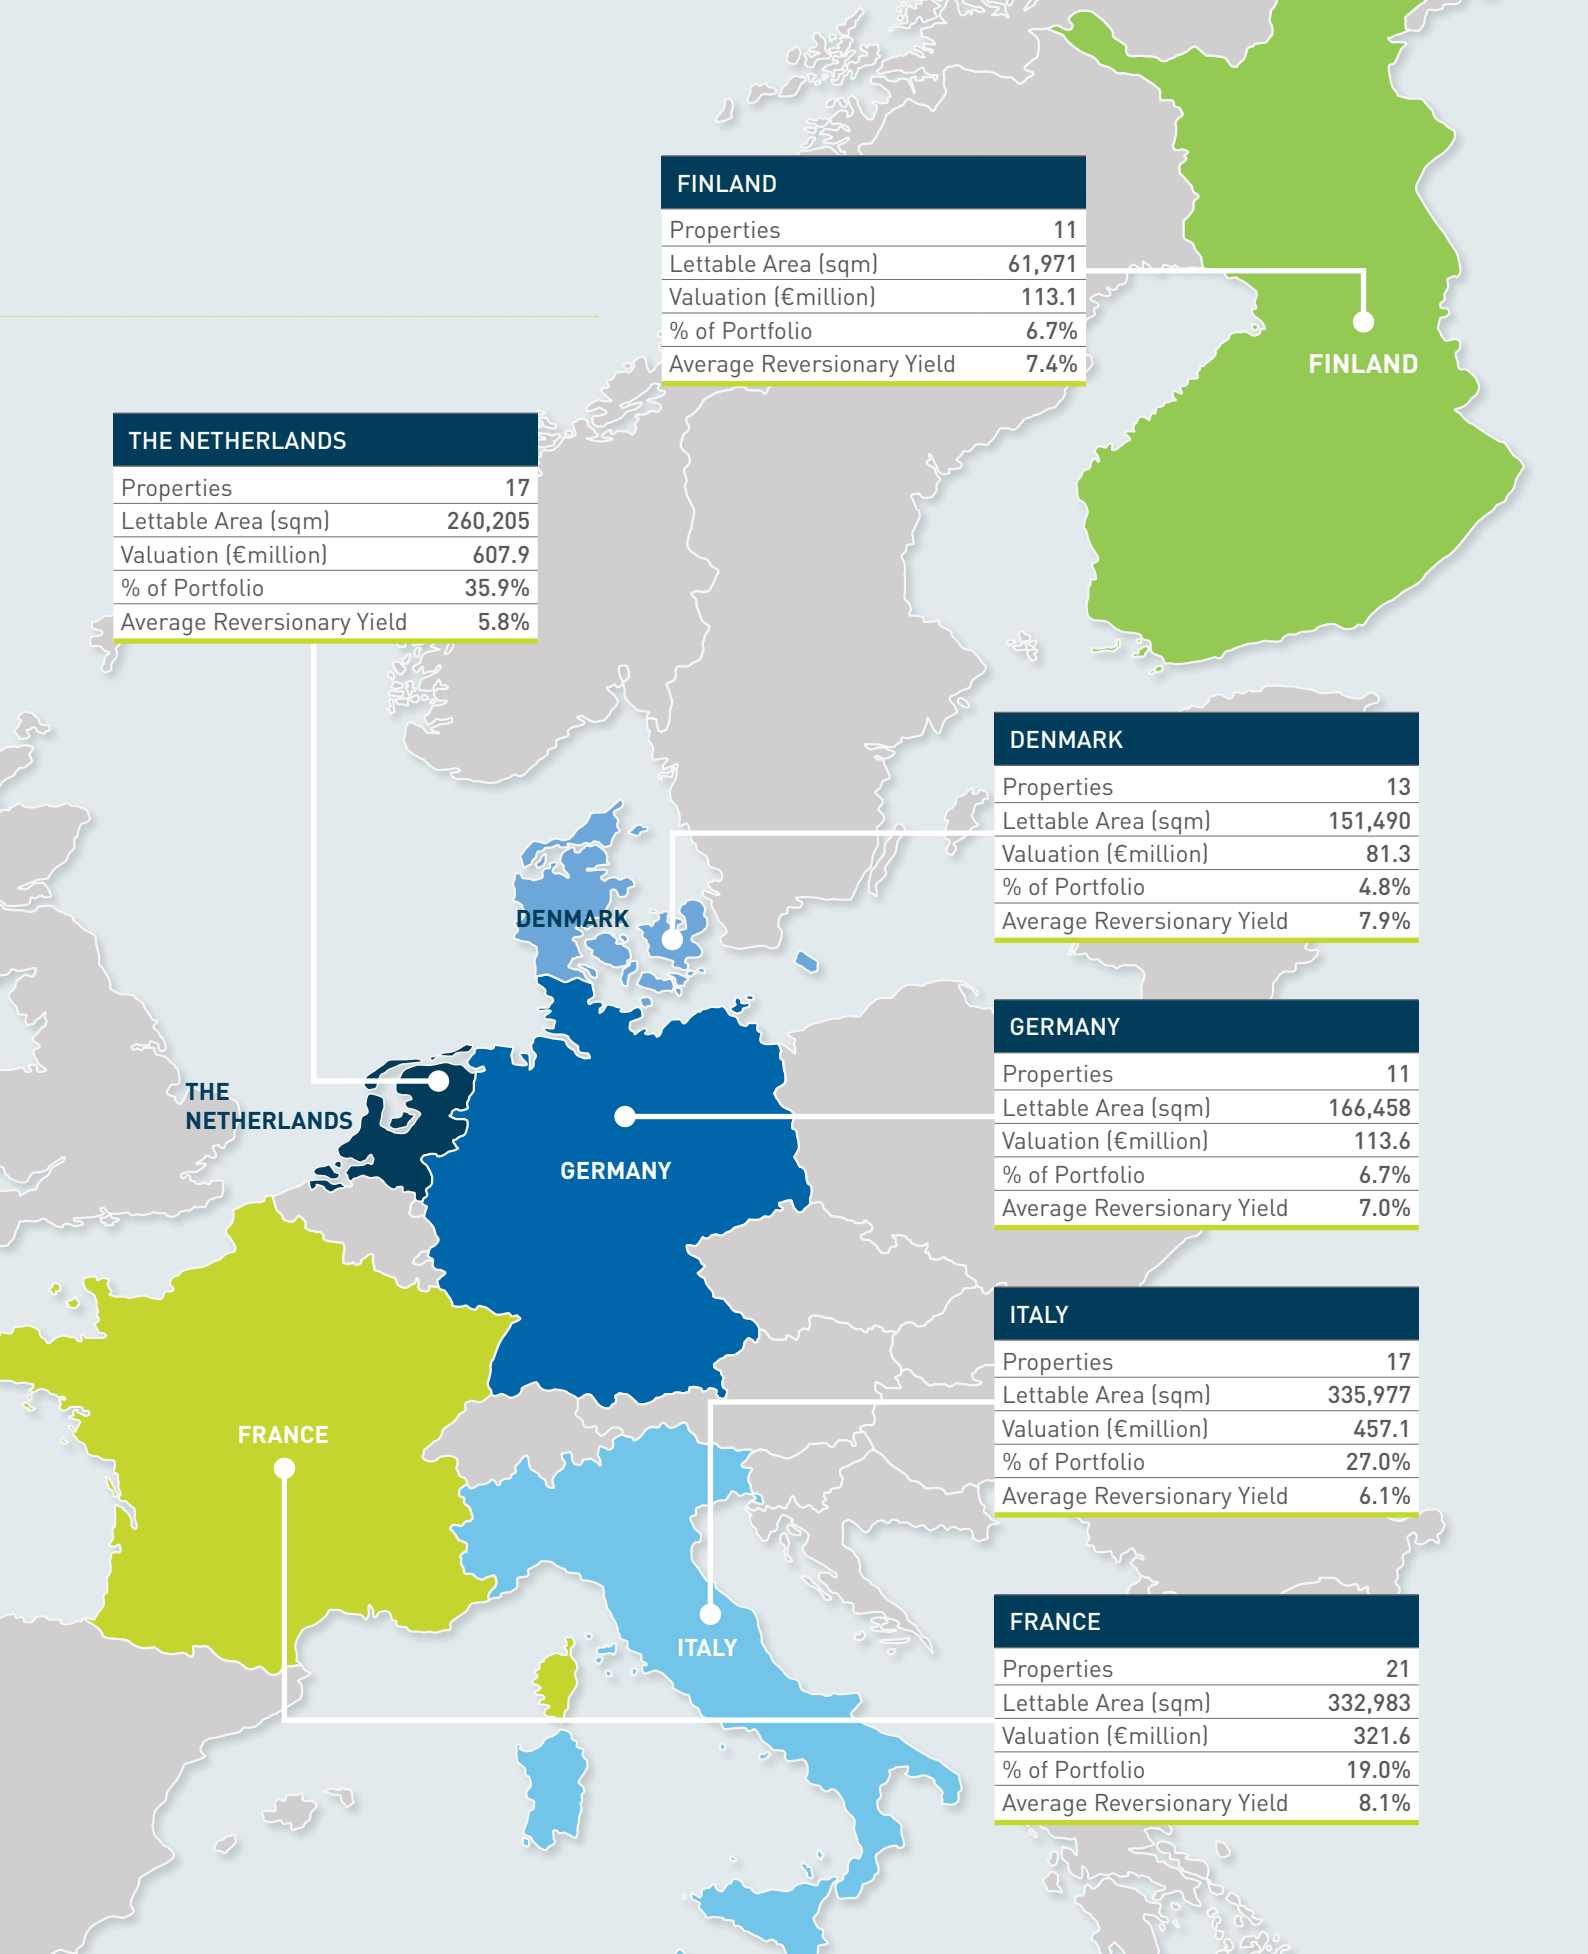 FINLAND
Properties 11
Lettable Area (sqm) 61,971
Valuation (€million) 113.1
% of Portfolio 6.7%
Average Reversionary Yield 7.4%
FINLAND
THE NETHERLANDS
Properties 17
Lettable Area (sqm) 260,205
Valuation (€million) 607.9
% of Portfolio 35.9%
Average Reversionary Yield 5.8%
DENMARK
Properties 13
Lettable Area (sqm) 151,490
Valuation (€million) 81.3
% of Portfolio 4.8%
Average Reversionary Yield 7.9%
DENMARK
GERMANY
Properties 11
Lettable Area (sqm) 166,458
Valuation (€million) 113.6
% of Portfolio 6.7%
Average Reversionary Yield 7.0%
THE
NETHERLANDS
GERMANY
ITALY
Properties 17
Lettable Area (sqm) 335,977
Valuation (€million) 457.1
% of Portfolio 27.0%
Average Reversionary Yield 6.1%
FRANCE
ITALY
FRANCE
Properties 21
Lettable Area (sqm) 332,983
Valuation (€million) 321.6
% of Portfolio 19.0%
Average Reversionary Yield 8.1%